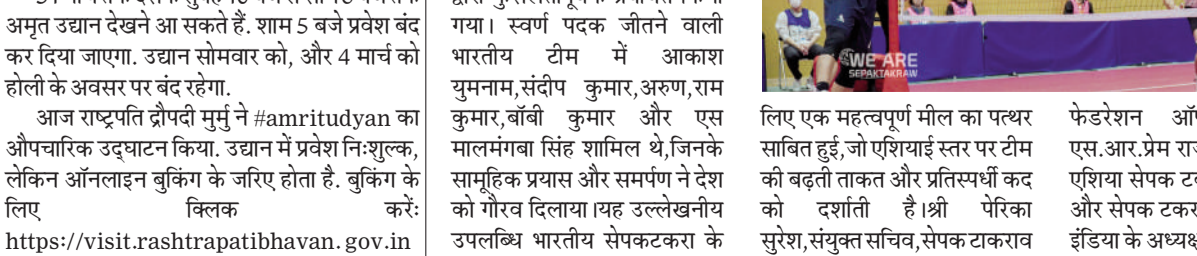 अमृत उद्यान देखने आ सकते हैं. शाम 5 बजे प्रवेश बंद
कर दिया जाएगा. उद्यान सोमवार को, और 4 मार्च को
होली के अवसर पर बंद रहेगा.
आज राष्ट्रपति द्रौपदी मुर्मु ने #amritudyan का
औपचारिक उद्घाटन किया. उद्यान में प्रवेश निःशुल्क,
लेकिन ऑनलाइन बुकिंग के जरिए होता है. बुकिंग के
लिए क्लिक करें:
https://visit.rashtrapatibhavan. gov.in
गया। स्वर्ण पदक जीतने वाली
भारतीय टीम में आकाश
युमनाम,संदीप कुमार,अरुण,राम
कुमार,बॉबी कुमार और एस
मालमंगबा सिंह शामिल थे,जिनके
सामूहिक प्रयास और समर्पण ने देश
को गौरव दिलाया।यह उल्लेखनीय
उपलब्धि भारतीय सेपकटकरा के
WE ARE
SEPAKTAKRAW
लिए एक महत्वपूर्ण मील का पत्थर
साबित हुई,जो एशियाई स्तर पर टीम
की बढ़ती ताकत और प्रतिस्पर्धी कद
को दर्शाती है।श्री पेरिका
सुरेश,संयुक्त सचिव,सेपक टाकराव
फेडरेशन
एस.आर.प्रेम
एशिया सेपक
और सेपक
इंडिया के